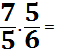 7/5 . 5/6 =